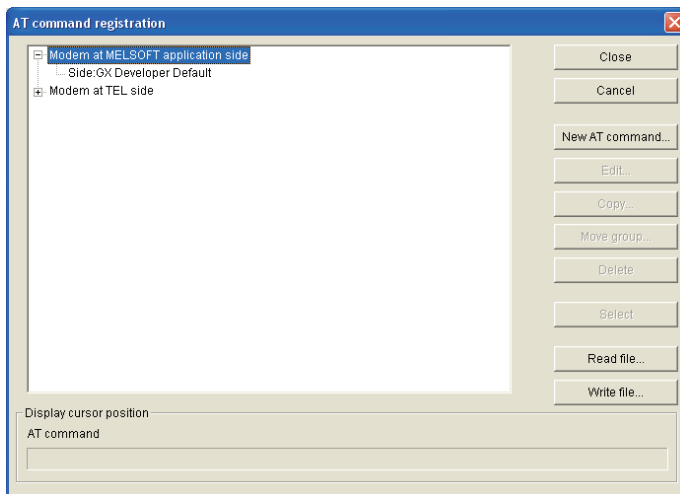 AT command registration
Modem at MELSOFT application side
Side:GX Developer Default
Modem at TEL side
Close
Cancel
New AT command...
Edit...
Copy...
Move group...
Delete
Select
Read file...
Write file...
Display cursor position
AT command